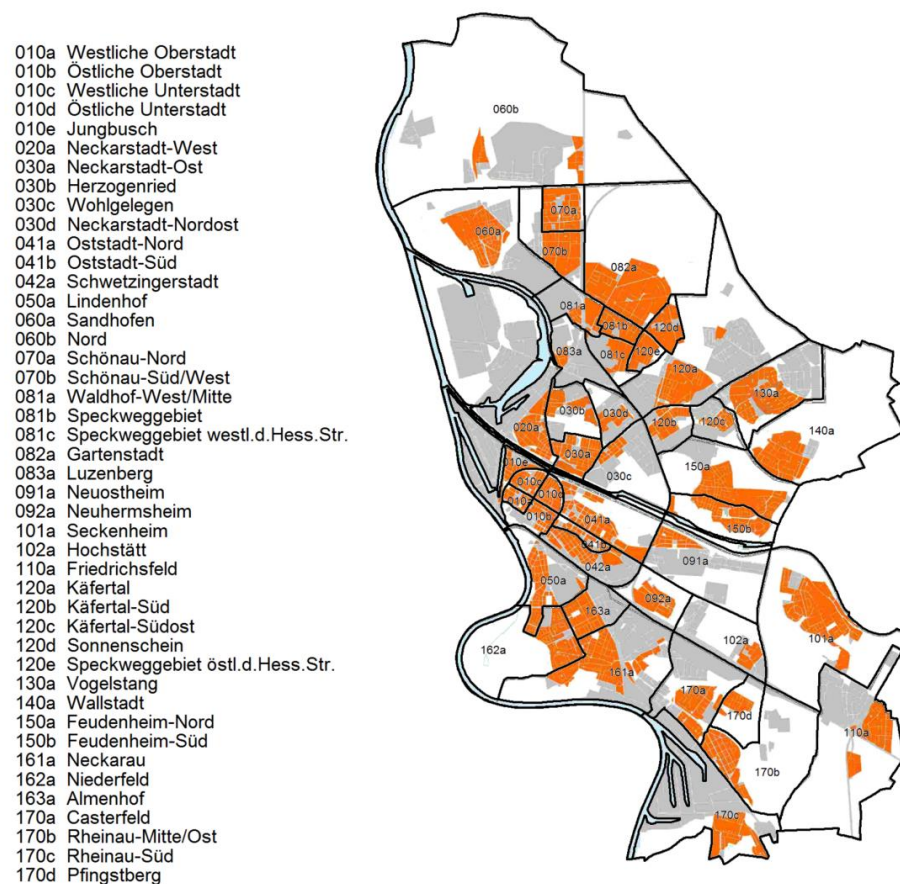 010a Westliche Oberstadt
010b Östliche Oberstadt
010c Westliche Unterstadt
010d Östliche Unterstadt
010e Jungbusch
020a Neckarstadt-West
030a Neckarstadt-Ost
030b Herzogenried
030c Wohlgelegen
030d Neckarstadt-Nordost
041a Oststadt-Nord
041b Oststadt-Süd
042a Schwetzingerstadt
050a Lindenhof
060a Sandhofen
060b Nord
070a Schönau-Nord
070b Schönau-Süd/West
081a Waldhof-West/Mitte
081b Speckweggebiet
081c Speckweggebiet westl.d.Hess.Str.
082a Gartenstadt
083a Luzenberg
091a Neuostheim
092a Neuhermsheim
101a Seckenheim
102a Hochstätt
110a Friedrichsfeld
120a Käfertal
120b Käfertal-Süd
120c Käfertal-Südost
120d Sonnenschein
120e Speckweggebiet östl.d.Hess.Str.
130a Vogelstang
140a Wallstadt
150a Feudenheim-Nord
150b Feudenheim-Süd
161a Neckarau
162a Niederfeld
163a Almenhof
170a Casterfeld
170b Rheinau-Mitte/Ost
170c Rheinau-Süd
170d Pfingstberg
060b
070a
060a
070b
082a
081a
081b
120d
083a
081c
120e
120a
130a
030b
030d
120b
120c
020a
140a
030a
010e
030c
150a
010c
010a
010d
010b
041a
150b
041b
042a
091a
050a
092a
163a
162a
102a
101a
161a
170a
170d
110a
170b
170c